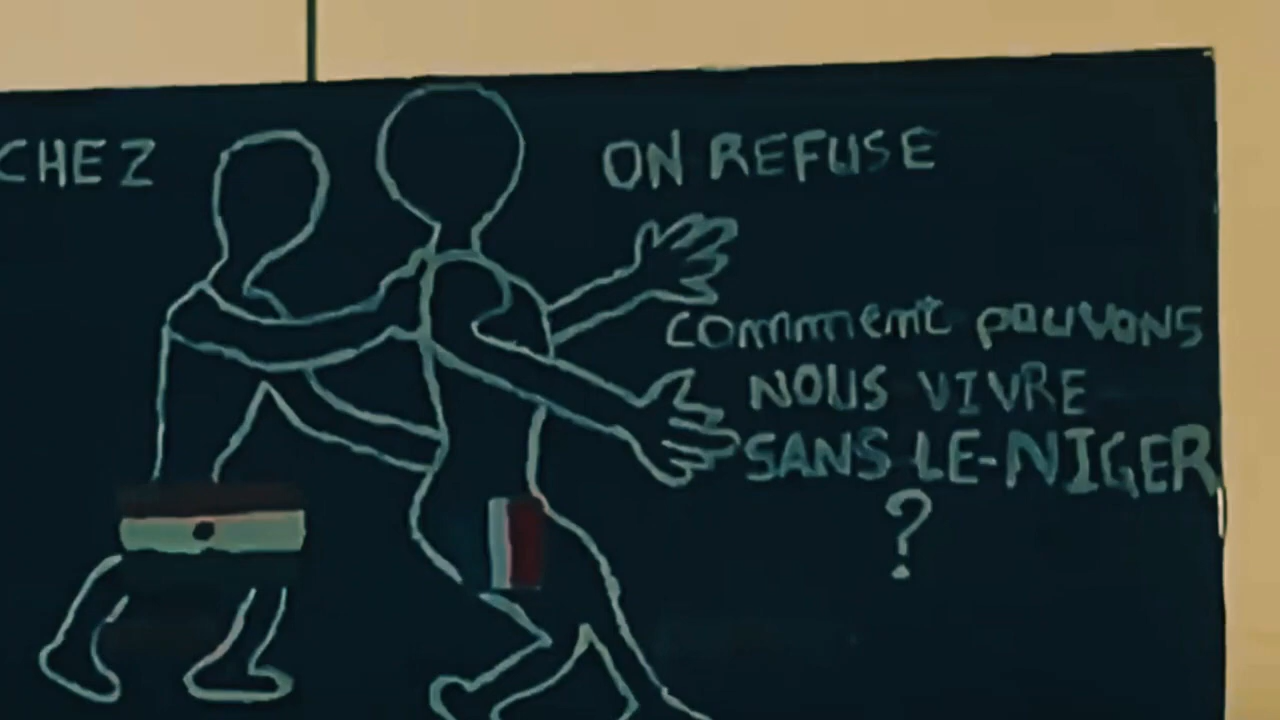 CHEZ
ON REFUSE
comment pouvons
NOUS VIVRE
SANS LE-NIGER
?